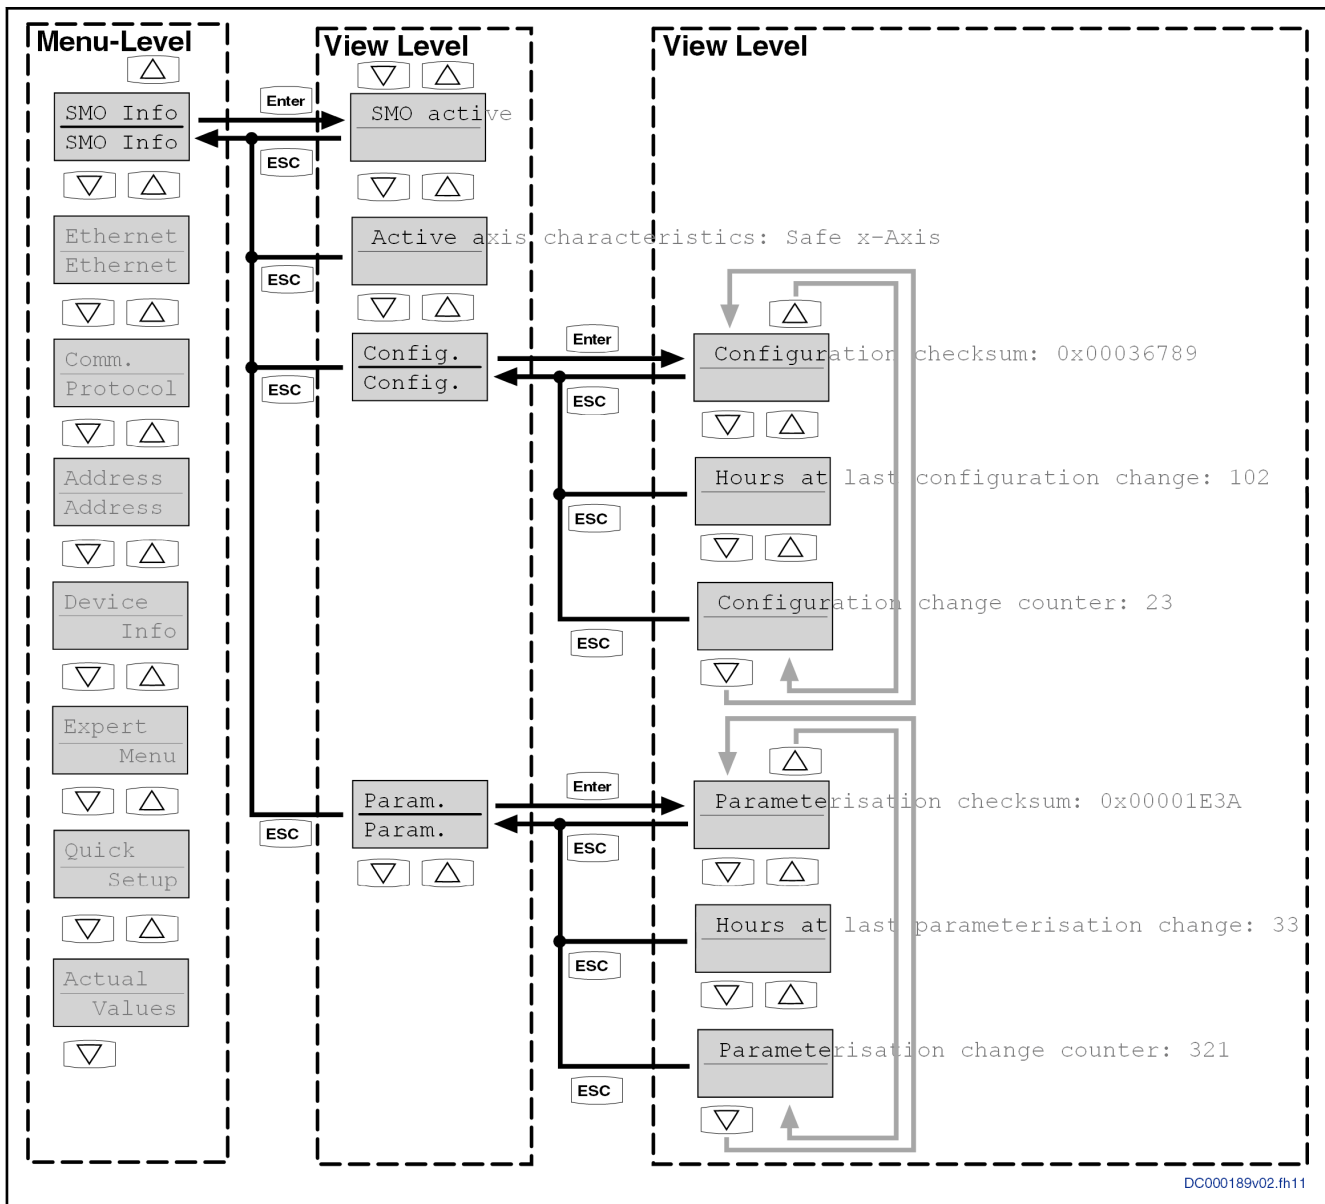 Menu-Level
SMO Info
SMO Info
Ethernet
Ethernet
Comm.
Protocol
Address
Address
Device
Info
Expert
Menu
Quick
Setup
Actual
Values
View Level
Enter
SMO active
ESC
Active axis characteristics: Safe x-Axis
ESC
Config.
Config.
ESC
Param.
Param.
ESC
View Level
Enter
Configuration checksum: 0x00036789
ESC
Hours at last configuration change: 102
ESC
Configuration change counter: 23
ESC
Enter
Parameterisation checksum: 0x00001E3A
ESC
Hours at last parameterisation change: 33
ESC
Parameterisation change counter: 321
ESC
DC000189v02.fh11